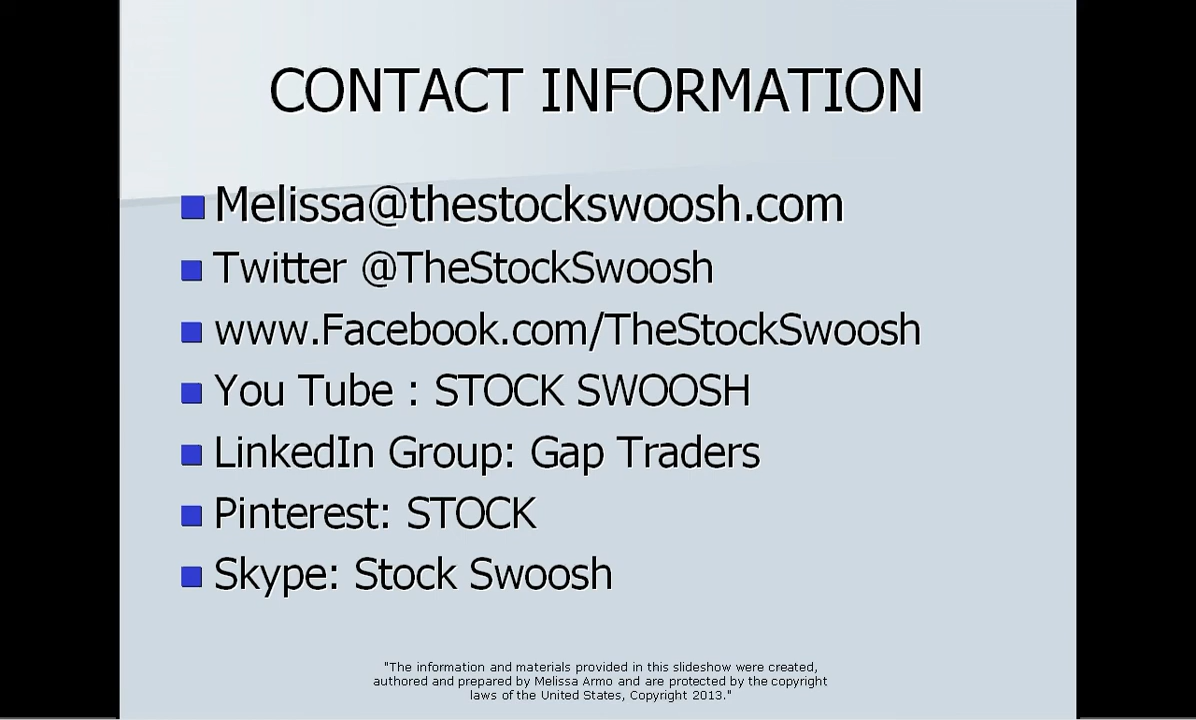 CONTACT INFORMATION
Melissa@thestockswoosh.com
Twitter @TheStockSwoosh
www.Facebook.com/TheStockSwoosh
You Tube : STOCK SWOOSH
LinkedIn Group: Gap Traders
Pinterest: STOCK
Skype: Stock Swoosh
"The information and materials provided in this slideshow were created,
authored and prepared by Melissa Armo and are protected by the copyright
laws of the United States, Copyright 2013."